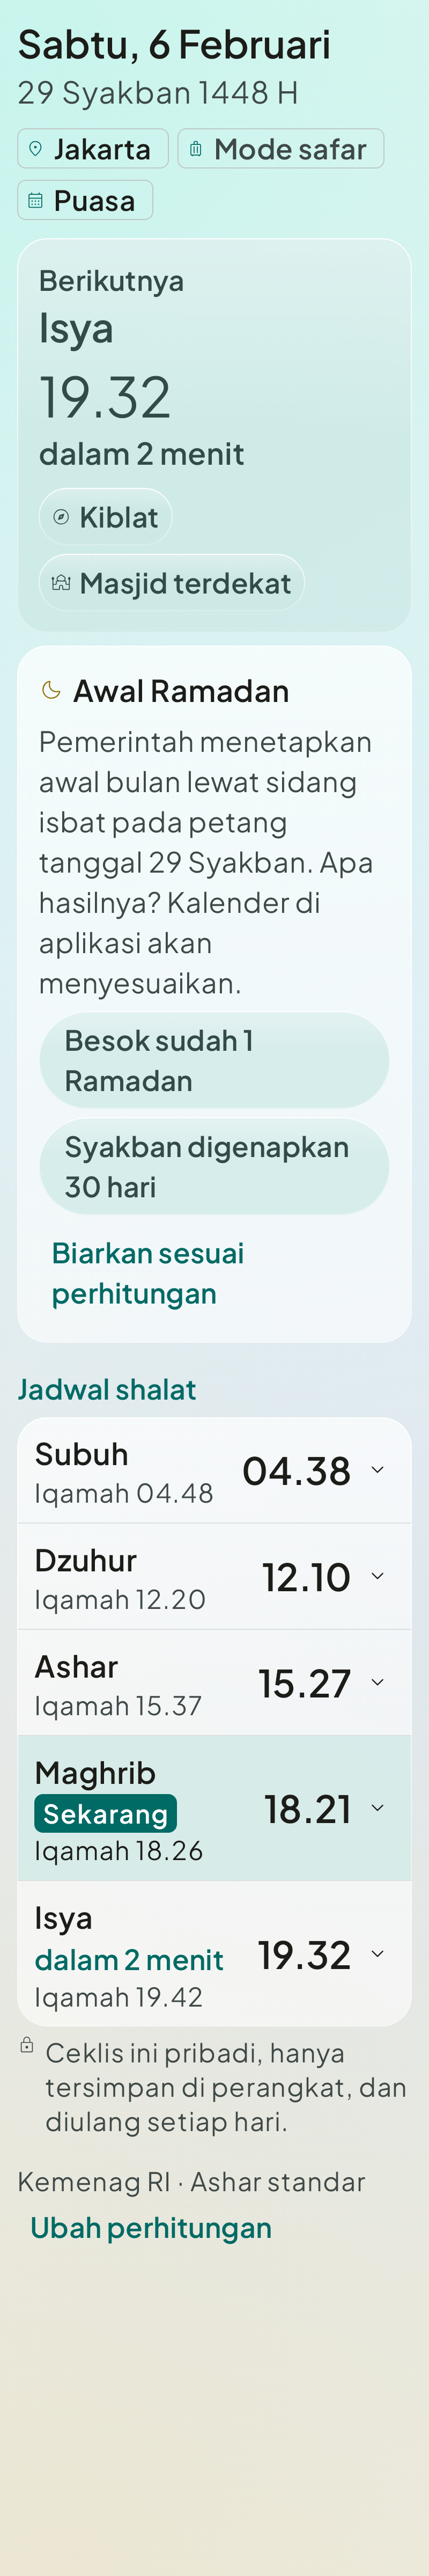 Sabtu, 6 Februari
29 Syakban 1448 H
Jakarta
Mode safar
Puasa
Berikutnya
Isya
19.32
dalam 2 menit
Kiblat
Masjid terdekat
Awal Ramadan
Pemerintah menetapkan
awal bulan lewat sidang
isbat pada petang
tanggal 29 Syakban. Apa
hasilnya? Kalender di
aplikasi akan
menyesuaikan.
Besok sudah 1
Ramadan
Syakban digenapkan
30 hari
Biarkan sesuai
perhitungan
Jadwal shalat
Subuh
Iqamah 04.48
04.38
Dzuhur
Iqamah 12.20
12.10
Ashar
Iqamah 15.37
15.27
Maghrib
Sekarang
Iqamah 18.26
18.21
Isya
dalam 2 menit
Iqamah 19.42
19.32
Ceklis ini pribadi, hanya
tersimpan di perangkat, dan
diulang setiap hari.
Kemenag RI · Ashar standar
Ubah perhitungan